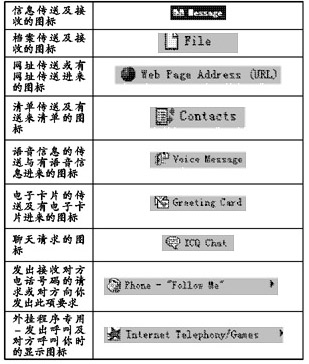 信息传送及接
收的图标
Message
档案传送及接
收的图标
File
网址传送或有
网址传送进来
的图标
Web Page Address (URL)
清单传送及有
送来清单的图
标
Contacts
语音信息的传
送与有语音信
息进来的图标
Voice Message
电子卡片的传
送及有电子卡
片进来的图标
Greeting Card
聊天请求的图
标
ICQ Chat
发出接收对方
电话号码的请
求或对方向你
发出此项要求
Phone - "Follow Me"
外挂程序专用
-发出呼叫及
对方呼叫你时
的显示图标
Internet Telephony/Games